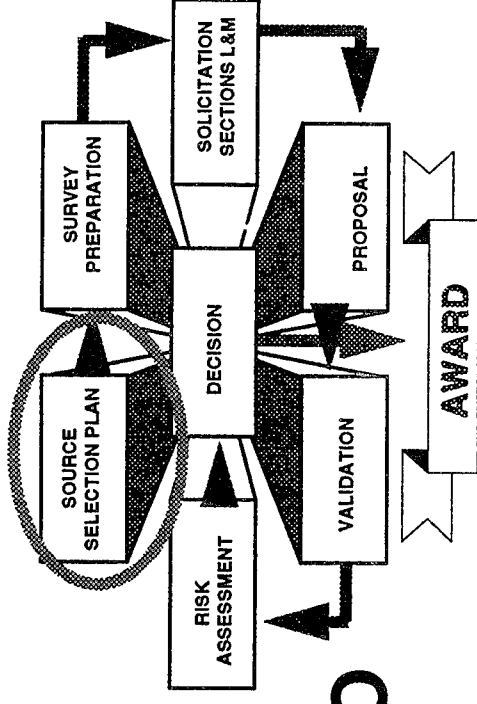 SOURCE
SELECTION PLAN
SURVEY
PREPARATION
SOLICITATION
SECTIONS L&M
PROPOSAL
VALIDATION
RISK
ASSESSMENT
DECISION
AWARD